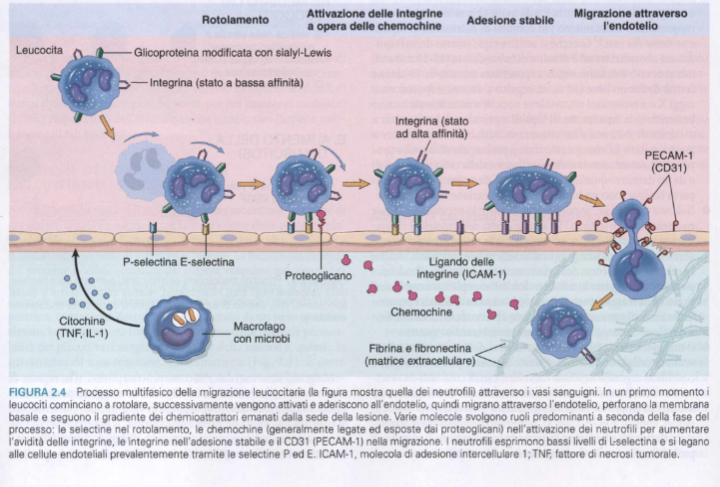 Rotolamento
Attivazione delle integrine
a opera delle chemochine
Adesione stabile
Migrazione attraverso
l'endotelio
Leucocita
Glicoproteina modificata con sialyl-Lewis
Integrina (stato a bassa affinità)
Integrina (stato
ad alta affinità)
PECAM-1
(CD31)
P-selectina E-selectina
Proteoglicano
Ligando delle
integrine (ICAM-1)
Chemochine
Citochine
(TNF, IL-1)
Macrofago
con microbi
Fibrina e fibronectina
(matrice extracellulare)
FIGURA 2.4 Processo multifasico della migrazione leucocitaria (la figura mostra quella dei neutrofili) attraverso i vasi sanguigni. In un primo momento i
leucociti cominciano a rotolare, successivamente vengono attivati e aderiscono all'endotelio, quindi migrano attraverso l'endotelio, perforano la membrana
basale e seguono il gradiente dei chemioattrattori emanati dalla sede della lesione. Varie molecole svolgono ruoli predominanti a seconda della fase del
processo: le selectine nel rotolamento, le chemochine (generalmente legate ed esposte dai proteoglicani) nell'attivazione dei neutrofili per aumentare
l'avidità delle integrine, le integrine nell'adesione stabile e il CD31 (PECAM-1) nella migrazione. I neutrofili esprimono bassi livelli di L-selectina e si legano
alle cellule endoteliali prevalentemente tramite le selectine P ed E. ICAM-1, molecola di adesione intercellulare 1; TNF, fattore di necrosi tumorale.